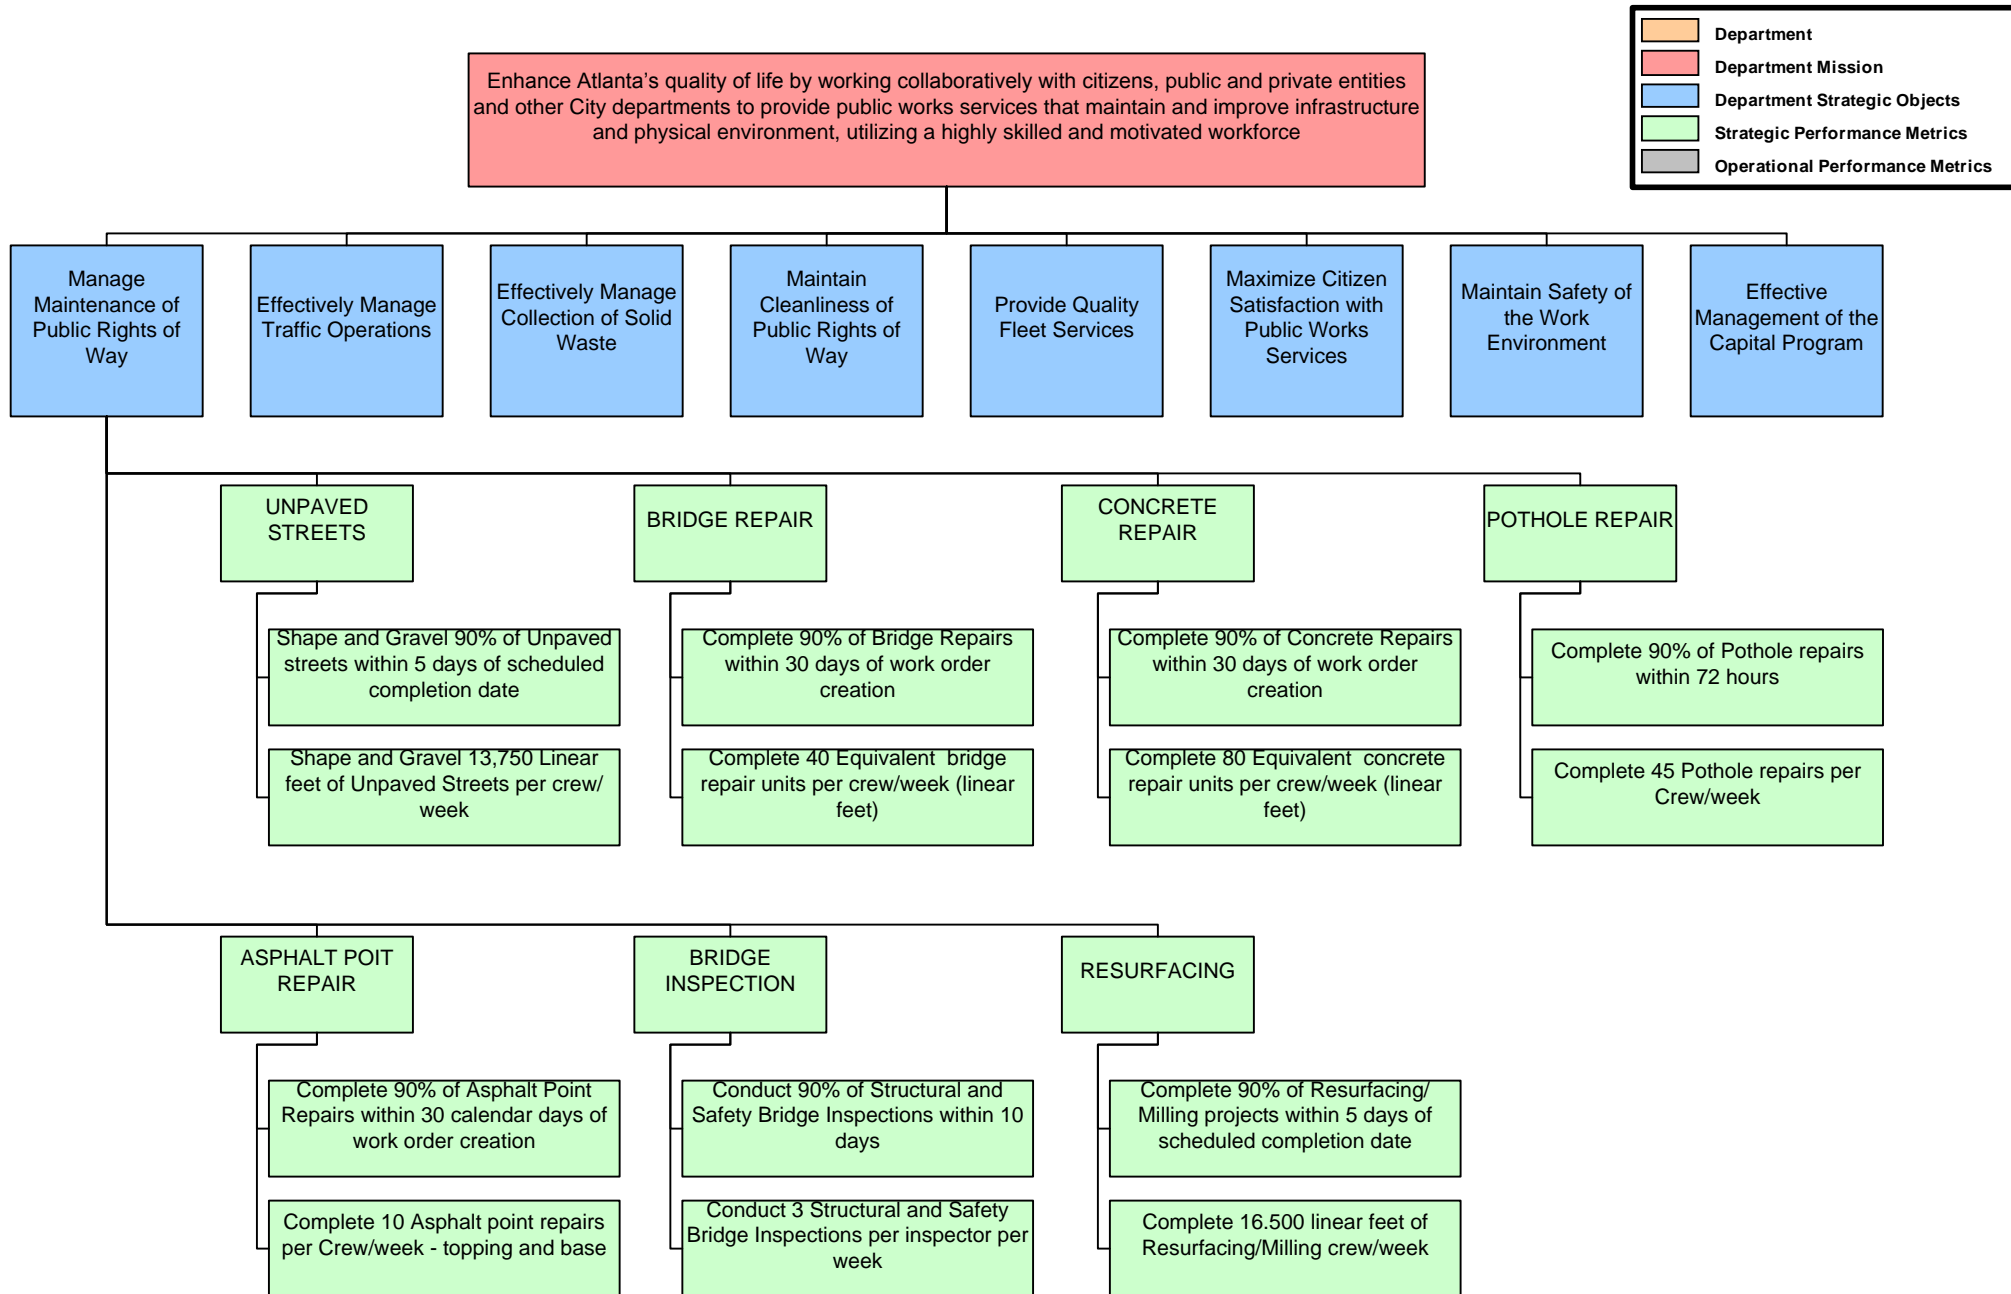 Department
Department Mission
Department Strategic Objects
Strategic Performance Metrics
Operational Performance Metrics
Enhance Atlanta’s quality of life by working collaboratively with citizens, public and private entities
and other City departments to provide public works services that maintain and improve infrastructure
and physical environment, utilizing a highly skilled and motivated workforce
Manage
Maintenance of
Public Rights of
Way
Effectively Manage
Traffic Operations
Effectively Manage
Collection of Solid
Waste
Maintain
Cleanliness of
Public Rights of
Way
Provide Quality
Fleet Services
Maximize Citizen
Satisfaction with
Public Works
Services
Maintain Safety of
the Work
Environment
Effective
Management of the
Capital Program
UNPAVED
STREETS
BRIDGE REPAIR
CONCRETE
REPAIR
POTHOLE REPAIR
Shape and Gravel 90% of Unpaved
streets within 5 days of scheduled
completion date
Complete 90% of Bridge Repairs
within 30 days of work order
creation
Complete 90% of Concrete Repairs
within 30 days of work order
creation
Complete 90% of Pothole repairs
within 72 hours
Shape and Gravel 13,750 Linear
feet of Unpaved Streets per crew/
week
Complete 40 Equivalent  bridge
repair units per crew/week (linear
feet)
Complete 80 Equivalent  concrete
repair units per crew/week (linear
feet)
Complete 45 Pothole repairs per
Crew/week
ASPHALT POIT
REPAIR
BRIDGE
INSPECTION
RESURFACING
Complete 90% of Asphalt Point
Repairs within 30 calendar days of
work order creation
Conduct 90% of Structural and
Safety Bridge Inspections within 10
days
Complete 90% of Resurfacing/
Milling projects within 5 days of
scheduled completion date
Complete 10 Asphalt point repairs
per Crew/week - topping and base
Conduct 3 Structural and Safety
Bridge Inspections per inspector per
week
Complete 16.500 linear feet of
Resurfacing/Milling crew/week